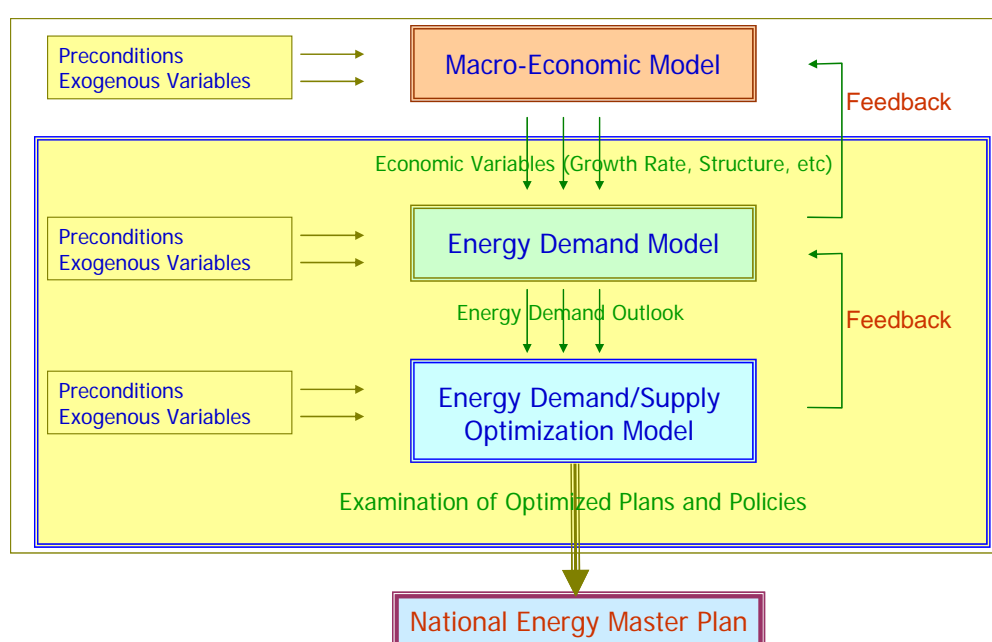 Preconditions
Exogenous Variables
Macro-Economic Model
Feedback
Economic Variables (Growth Rate, Structure, etc)
Preconditions
Exogenous Variables
Energy Demand Model
Energy Demand Outlook
Feedback
Preconditions
Exogenous Variables
Energy Demand/Supply
Optimization Model
Examination of Optimized Plans and Policies
National Energy Master Plan